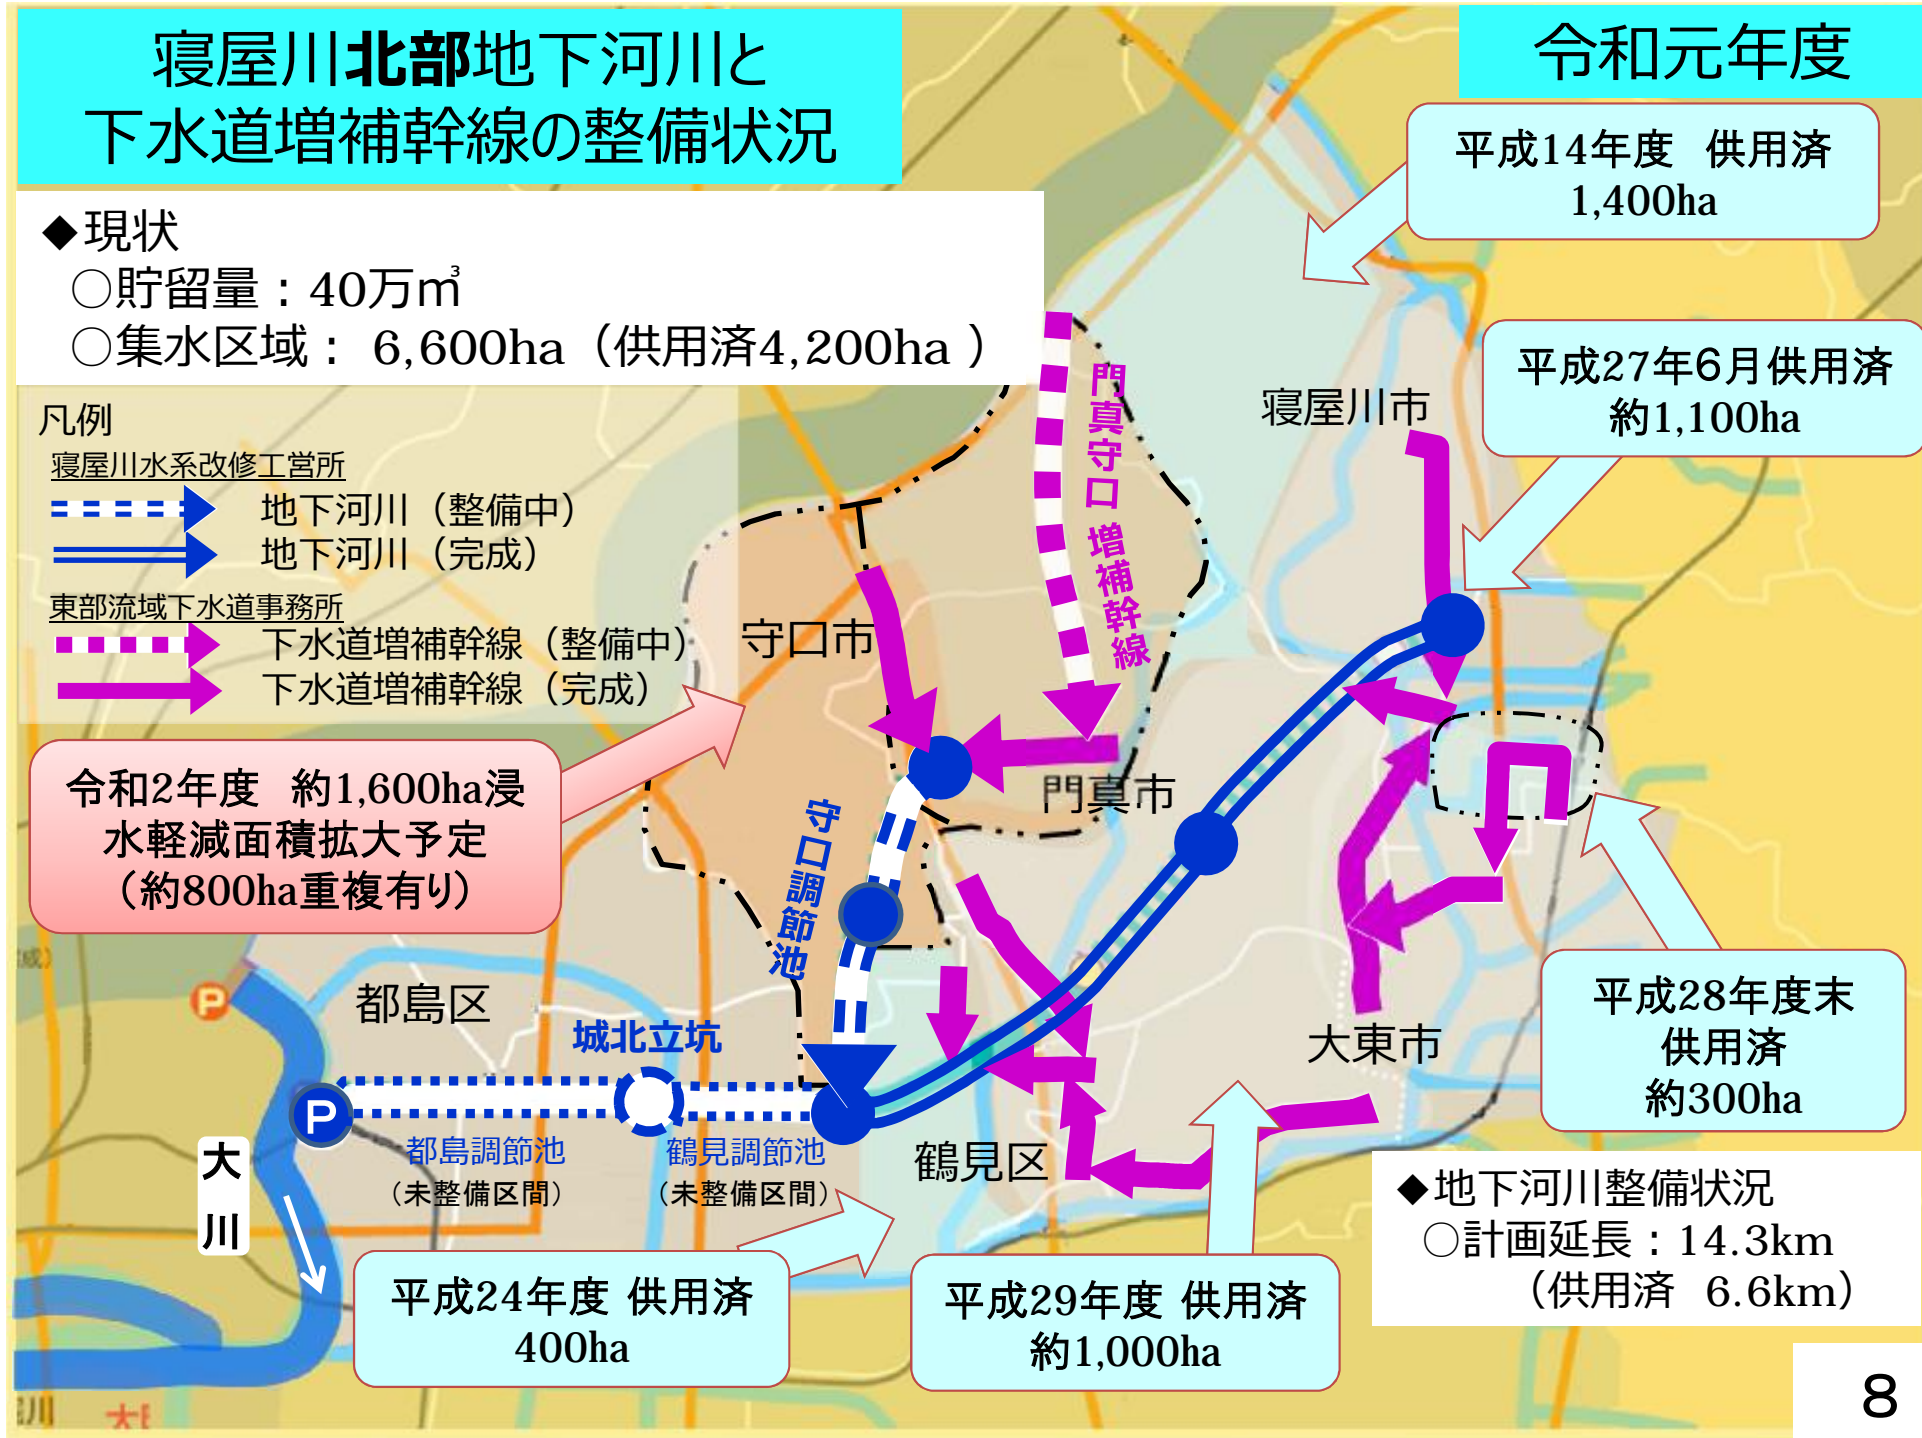 寝屋川北部地下河川と
下水道増補幹線の整備状況
令和元年度
◆現状
○貯留量：40万㎥
○集水区域： 6,600ha（供用済4,200ha ）
凡例
寝屋川水系改修工営所
地下河川（整備中）
地下河川（完成）
東部流域下水道事務所
下水道増補幹線（整備中）
下水道増補幹線（完成）
平成14年度 供用済
1,400ha
平成27年6月供用済
約1,100ha
寝屋川市
門真守口 増補幹線
守口市
門真市
令和2年度 約1,600ha浸
水軽減面積拡大予定
（約800ha重複有り）
守口調節池
都島区
城北立坑
大東市
平成28年度末
供用済
約300ha
P
P
都島調節池
（未整備区間）
鶴見調節池
（未整備区間）
鶴見区
大川
平成24年度 供用済
400ha
平成29年度 供用済
約1,000ha
◆地下河川整備状況
○計画延長：14.3km
（供用済 6.6km）
8